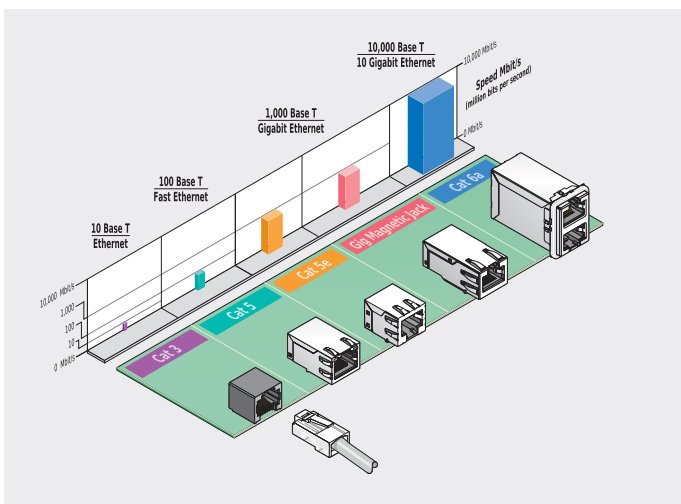 10,000 Base T
10 Gigabit Ethernet
10,000 Mbit/s
Speed Mbit/s
(million bits per second)
0 Mbit/s
1,000 Base T
Gigabit Ethernet
100 Base T
Fast Ethernet
10 Base T
Ethernet
10,000 Mbit/s
1,000
100
10
0 Mbit/s
Cat 3
Cat 5
Cat 5e
Gig Magnetic Jack
Cat 6a